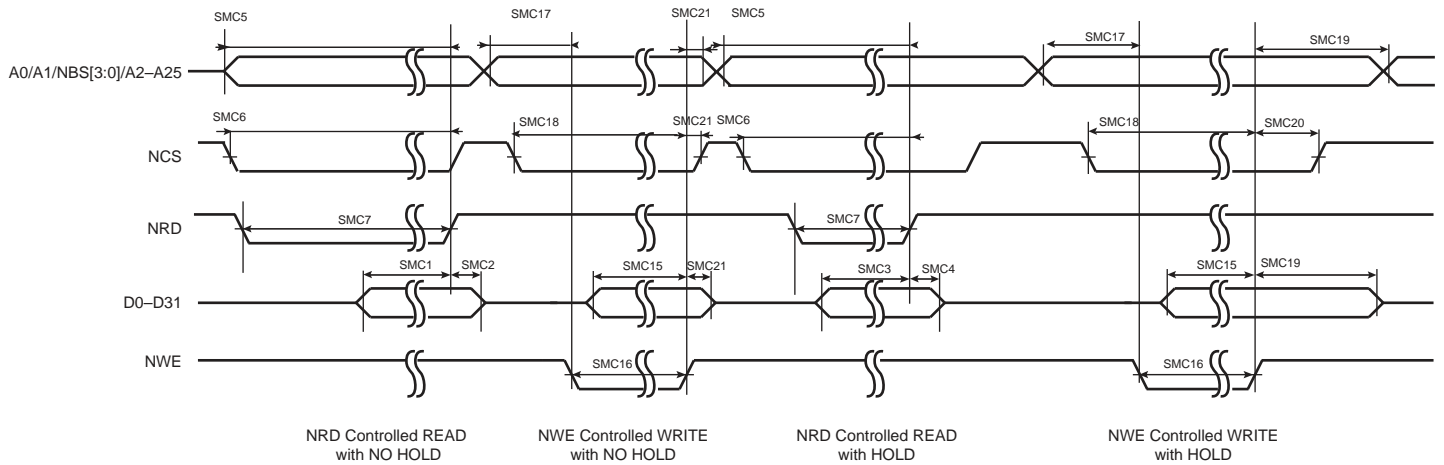 SMC5 SMC17 SMC21 SMC5 SMC17 SMC19
A0/A1/NBS[3:0]/A2–A25
SMC6 SMC18 SMC21 SMC6 SMC18 SMC20
NCS
SMC7 SMC7
NRD
SMC1 SMC2 SMC15 SMC21 SMC3 SMC4 SMC15 SMC19
D0–D31
NWE
SMC16 SMC16
NRD Controlled READ
with NO HOLD
NWE Controlled WRITE
with NO HOLD
NRD Controlled READ
with HOLD
NWE Controlled WRITE
with HOLD